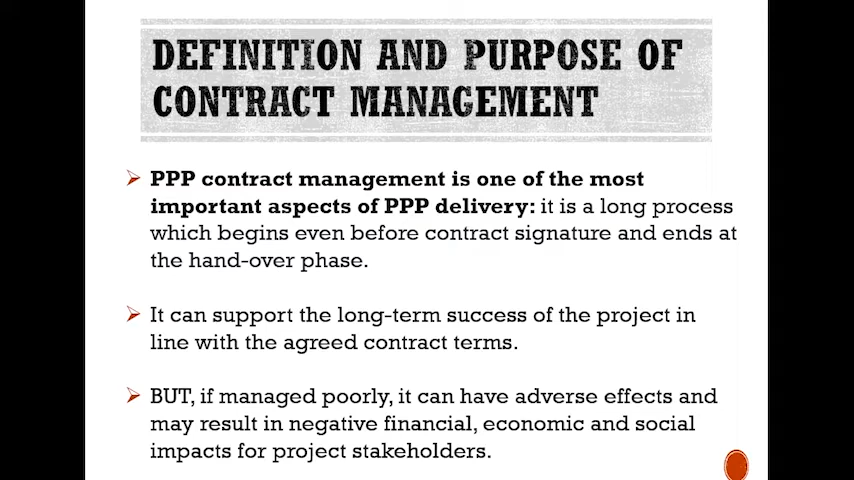 DEFINITION AND PURPOSE OF
CONTRACT MANAGEMENT
PPP contract management is one of the most
important aspects of PPP delivery: it is a long process
which begins even before contract signature and ends at
the hand-over phase.
It can support the long-term success of the project in
line with the agreed contract terms.
BUT, if managed poorly, it can have adverse effects and
may result in negative financial, economic and social
impacts for project stakeholders.